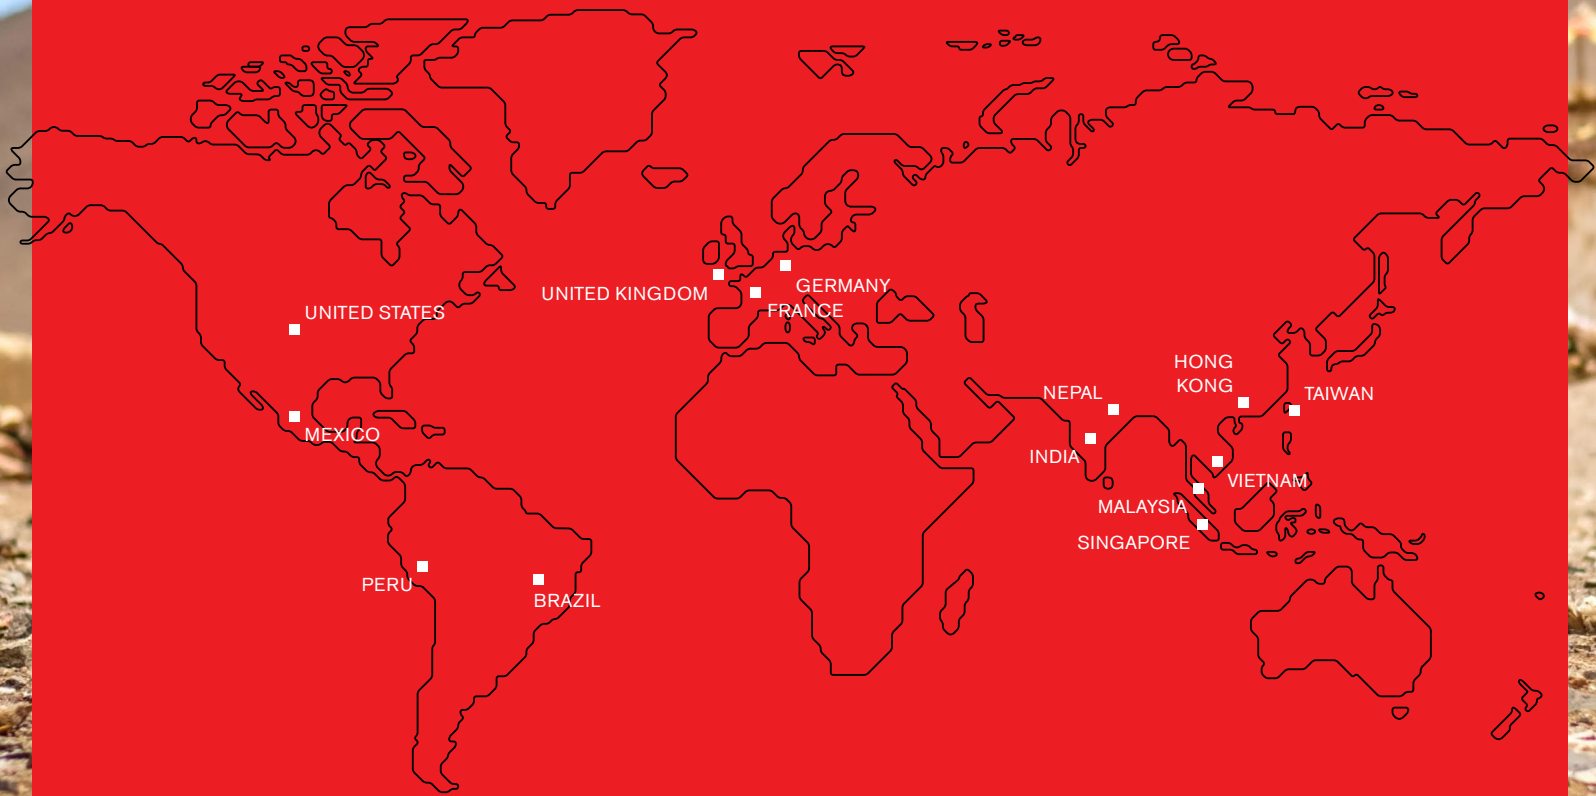 UNITED STATES
MEXICO
PERU
BRAZIL
UNITED KINGDOM
GERMANY
FRANCE
NEPAL
INDIA
HONG
KONG
TAIWAN
VIETNAM
MALAYSIA
SINGAPORE